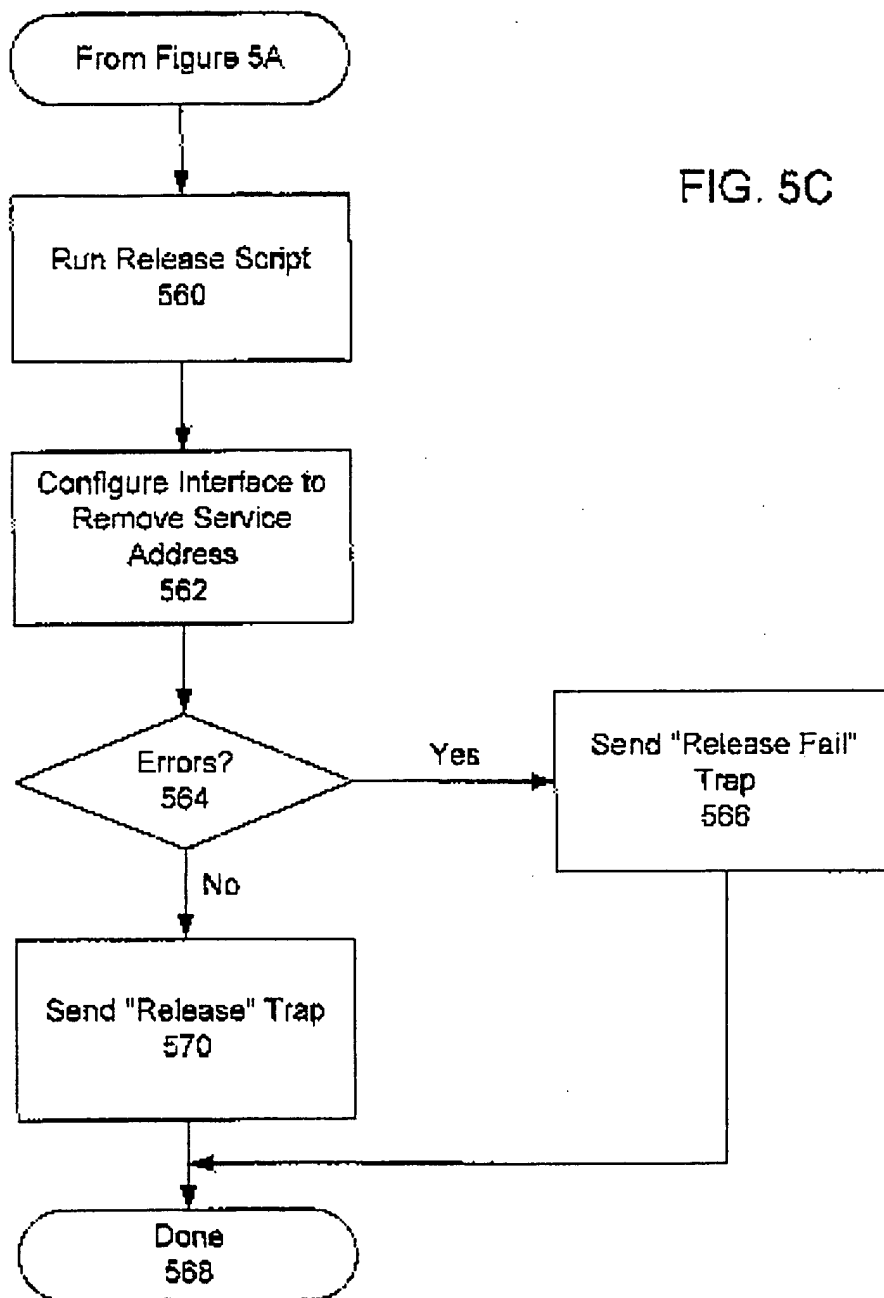 From Figure 5A
FIG. 5C
Run Release Script
560
Configure Interface to
Remove Service
Address
562
Errors?
564
Yes
Send "Release Fail"
Trap
566
No
Send "Release" Trap
570
Done
568